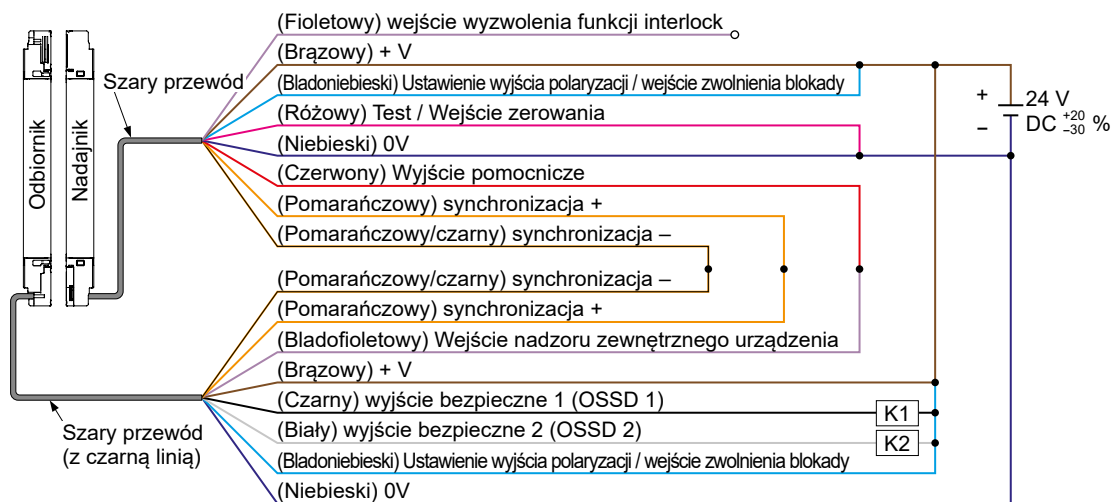 (Fioletowy) wejście wyzwolenia funkcji interlock
(Brązowy) + V
Szary przewód
(Bladoniebieski) Ustawienie wyjścia polaryzacji / wejście zwolnienia blokady
(Różowy) Test / Wejście zerowania
+
–
24 V
DC +20 –30 %
(Niebieski) 0V
Odbiornik
Nadajnik
(Czerwony) Wyjście pomocnicze
(Pomarańczowy) synchronizacja +
(Pomarańczowy/czarny) synchronizacja –
(Pomarańczowy/czarny) synchronizacja –
(Pomarańczowy) synchronizacja +
(Bladofioletowy) Wejście nadzoru zewnętrznego urządzenia
(Brązowy) + V
(Czarny) wyjście bezpieczne 1 (OSSD 1)
K1
Szary przewód
(z czarną linią)
(Biały) wyjście bezpieczne 2 (OSSD 2)
K2
(Bladoniebieski) Ustawienie wyjścia polaryzacji / wejście zwolnienia blokady
(Niebieski) 0V